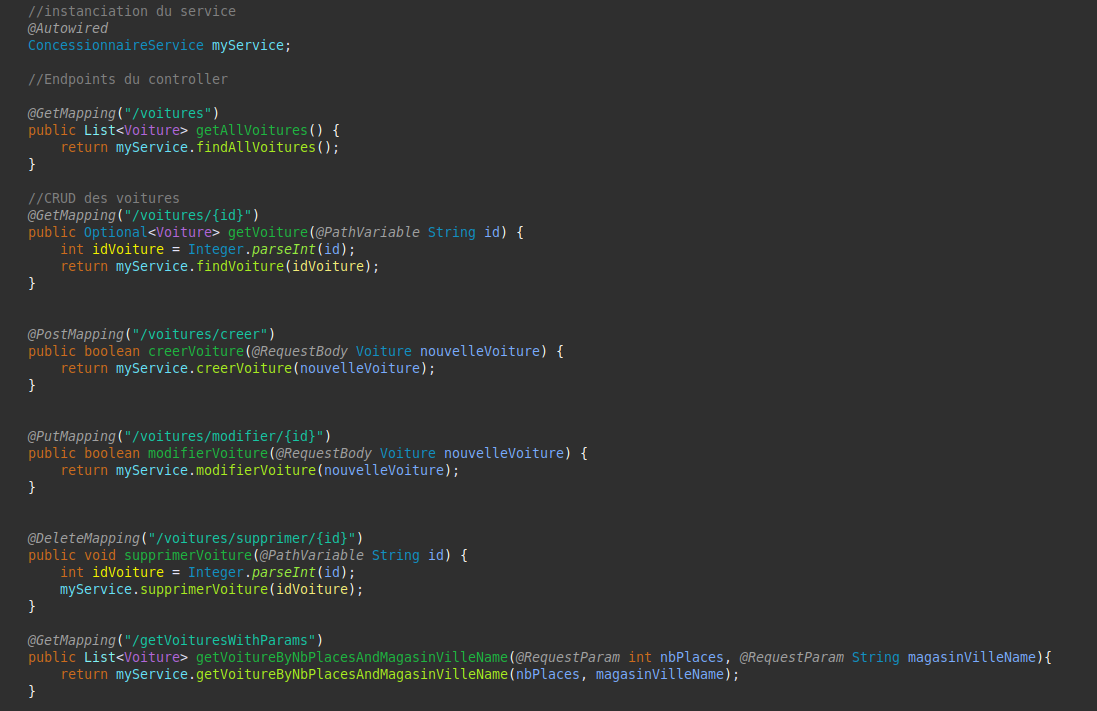 //instanciation du service
@Autowired
ConcessionnaireService myService;
//Endpoints du controller
@GetMapping("/voitures")
public List<Voiture> getAllVoitures() {
return myService.findAllVoitures();
}
//CRUD des voitures
@GetMapping("/voitures/{id}")
public Optional<Voiture> getVoiture(@PathVariable String id) {
int idVoiture = Integer.parseInt(id);
return myService.findVoiture(idVoiture);
}
@PostMapping("/voitures/creer")
public boolean creerVoiture(@RequestBody Voiture nouvelleVoiture) {
return myService.creerVoiture(nouvelleVoiture);
}
@PutMapping("/voitures/modifier/{id}")
public boolean modifierVoiture(@RequestBody Voiture nouvelleVoiture) {
return myService.modifierVoiture(nouvelleVoiture);
}
@DeleteMapping("/voitures/supprimer/{id}")
public void supprimerVoiture(@PathVariable String id) {
int idVoiture = Integer.parseInt(id);
myService.supprimerVoiture(idVoiture);
}
@GetMapping("/getVoituresWithParams")
public List<Voiture> getVoitureByNbPlacesAndMagasinVilleName(@RequestParam int nbPlaces, @RequestParam String magasinVilleName){
return myService.getVoitureByNbPlacesAndMagasinVilleName(nbPlaces, magasinVilleName);
}